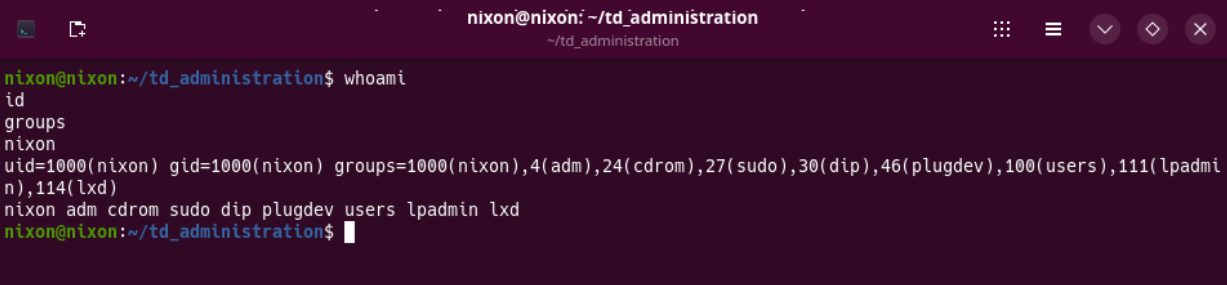 nixon@nixon: ~/td_administration
~/td_administration
nixon@nixon:~/td_administration$ whoami
id
groups
nixon
uid=1000(nixon) gid=1000(nixon) groups=1000(nixon),4(adm),24(cdrom),27(sudo),30(dip),46(plugdev),100(users),111(lpadmi
n),114(lxd)
nixon adm cdrom sudo dip plugdev users lpadmin lxd
nixon@nixon:~/td_administration$